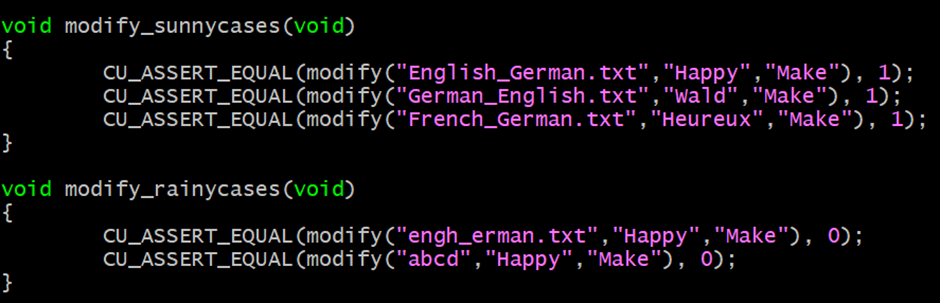 void modify_sunnycases(void)
{
CU_ASSERT_EQUAL(modify("English_German.txt","Happy","Make"), 1);
CU_ASSERT_EQUAL(modify("German_English.txt","Wald","Make"), 1);
CU_ASSERT_EQUAL(modify("French_German.txt","Heureux","Make"), 1);
}
void modify_rainycases(void)
{
CU_ASSERT_EQUAL(modify("engh_erman.txt","Happy","Make"), 0);
CU_ASSERT_EQUAL(modify("abcd","Happy","Make"), 0);
}